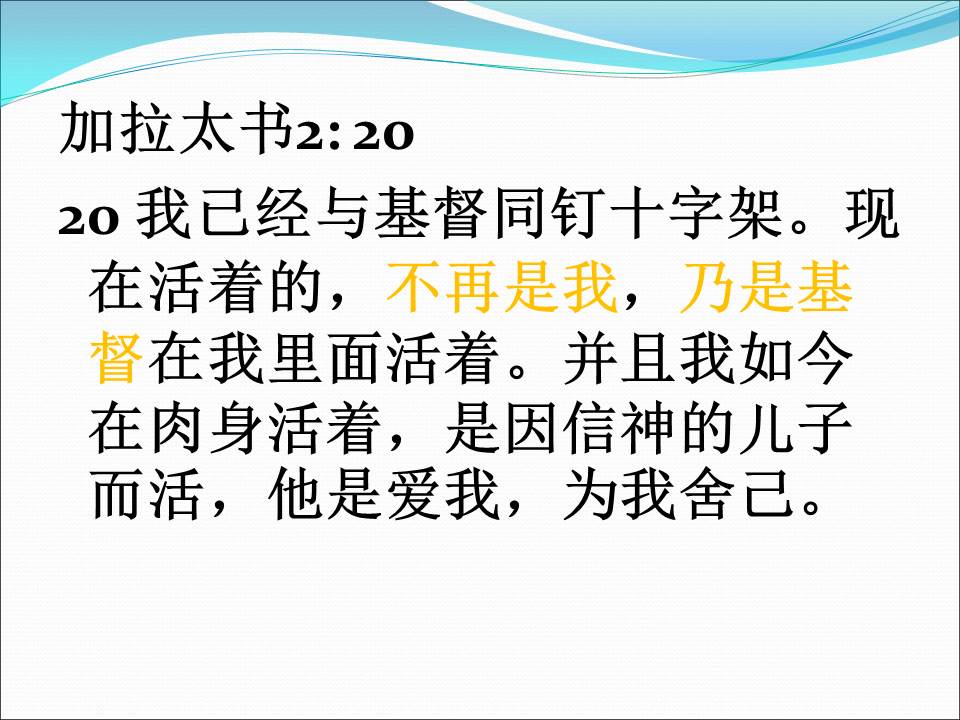 加拉太书2: 20
20 我已经与基督同钉十字架。现
在活着的，不再是我，乃是基
督在我里面活着。并且我如今
在肉身活着，是因信神的儿子
而活，他是爱我，为我舍己。